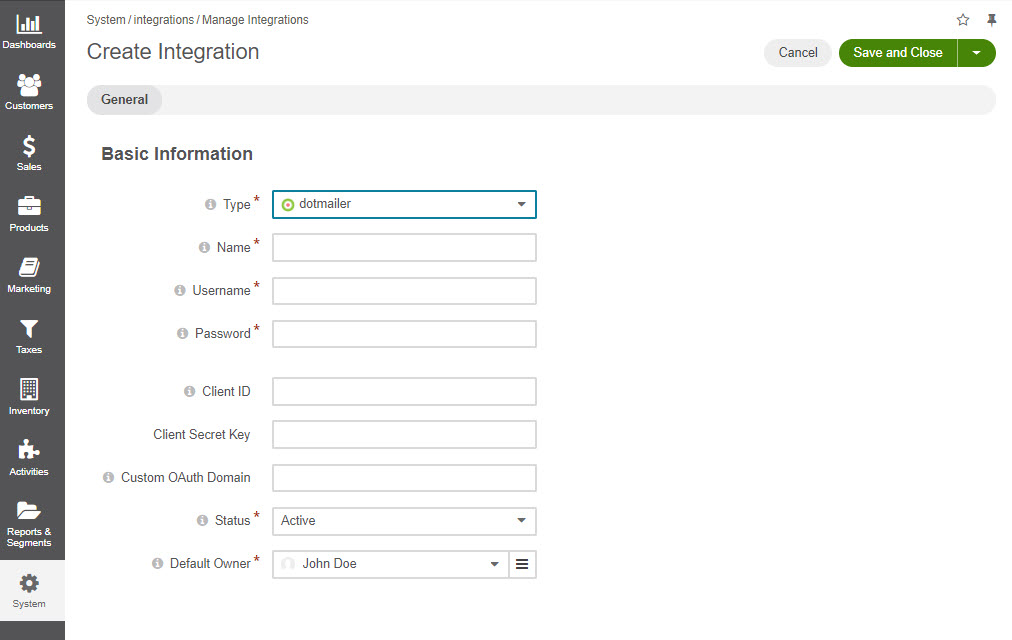 System / integrations / Manage Integrations
Create Integration
Cancel
Save and Close
General
Basic Information
Type *
dotmailer
Name *
Username *
Password *
Client ID
Client Secret Key
Custom OAuth Domain
Status *
Active
Default Owner *
John Doe
Dashboards
Customers
Sales
Products
Marketing
Taxes
Inventory
Activities
Reports &
Segments
System